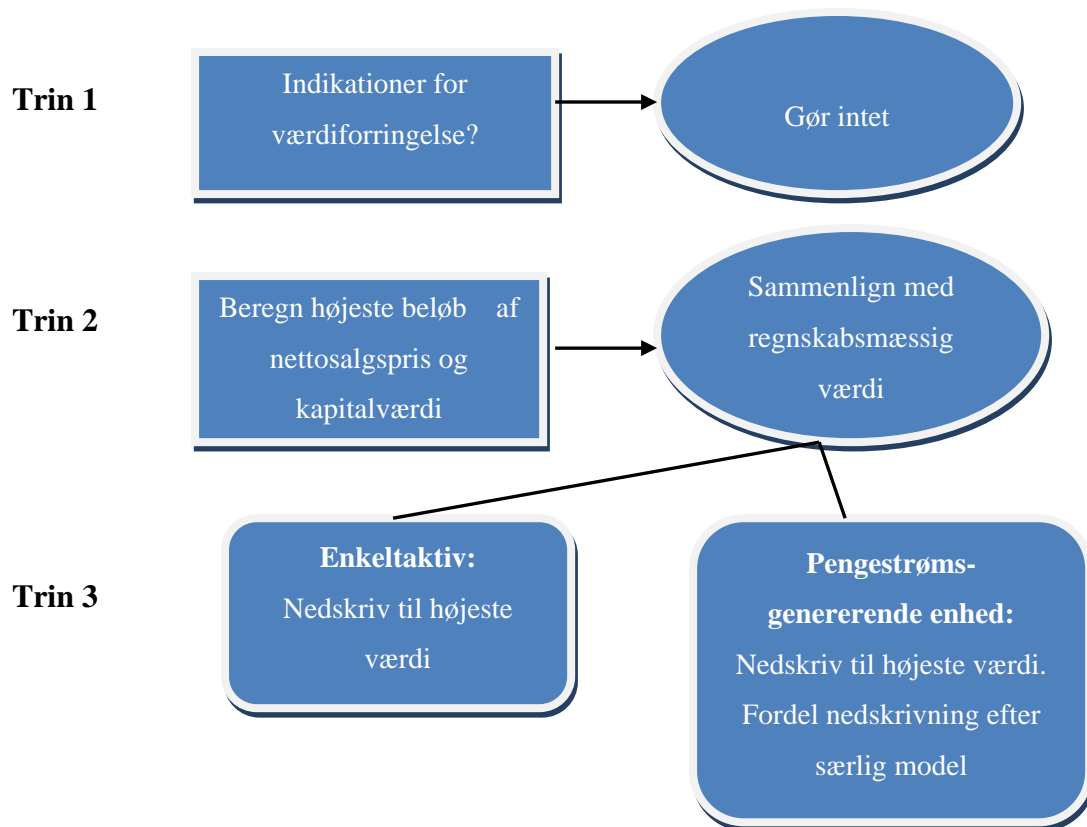 Trin 1
Indikationer for
værdiforringelse?
Gør intet
Trin 2
Beregn højeste beløb af
nettosalgspris og
kapitalværdi
Sammenlign med
regnskabsmæssig
værdi
Trin 3
Enkeltaktiv:
Nedskriv til højeste
værdi
Pengestrøms-
genererende enhed:
Nedskriv til højeste værdi.
Fordel nedskrivning efter
særlig model